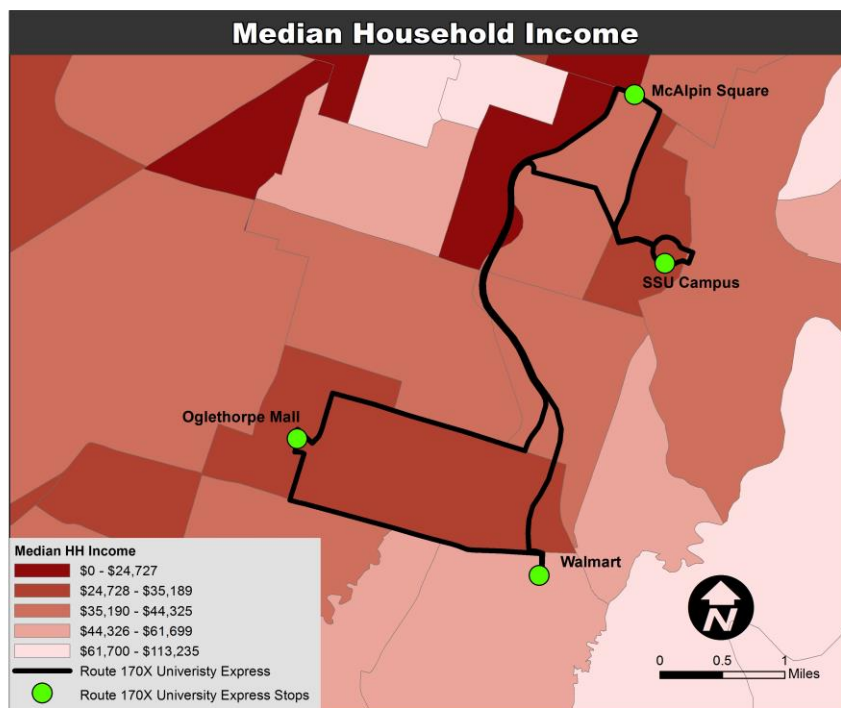 Median Household Income
McAlpin Square
SSU Campus
Oglethorpe Mall
Walmart
Median HH Income
$0 - $24,727
$24,728 - $35,189
$35,190 - $44,325
$44,326 - $61,699
$61,700 - $113,235
Route 170X Univeristy Express
Route 170X University Express Stops
N
0 0.5 1
Miles